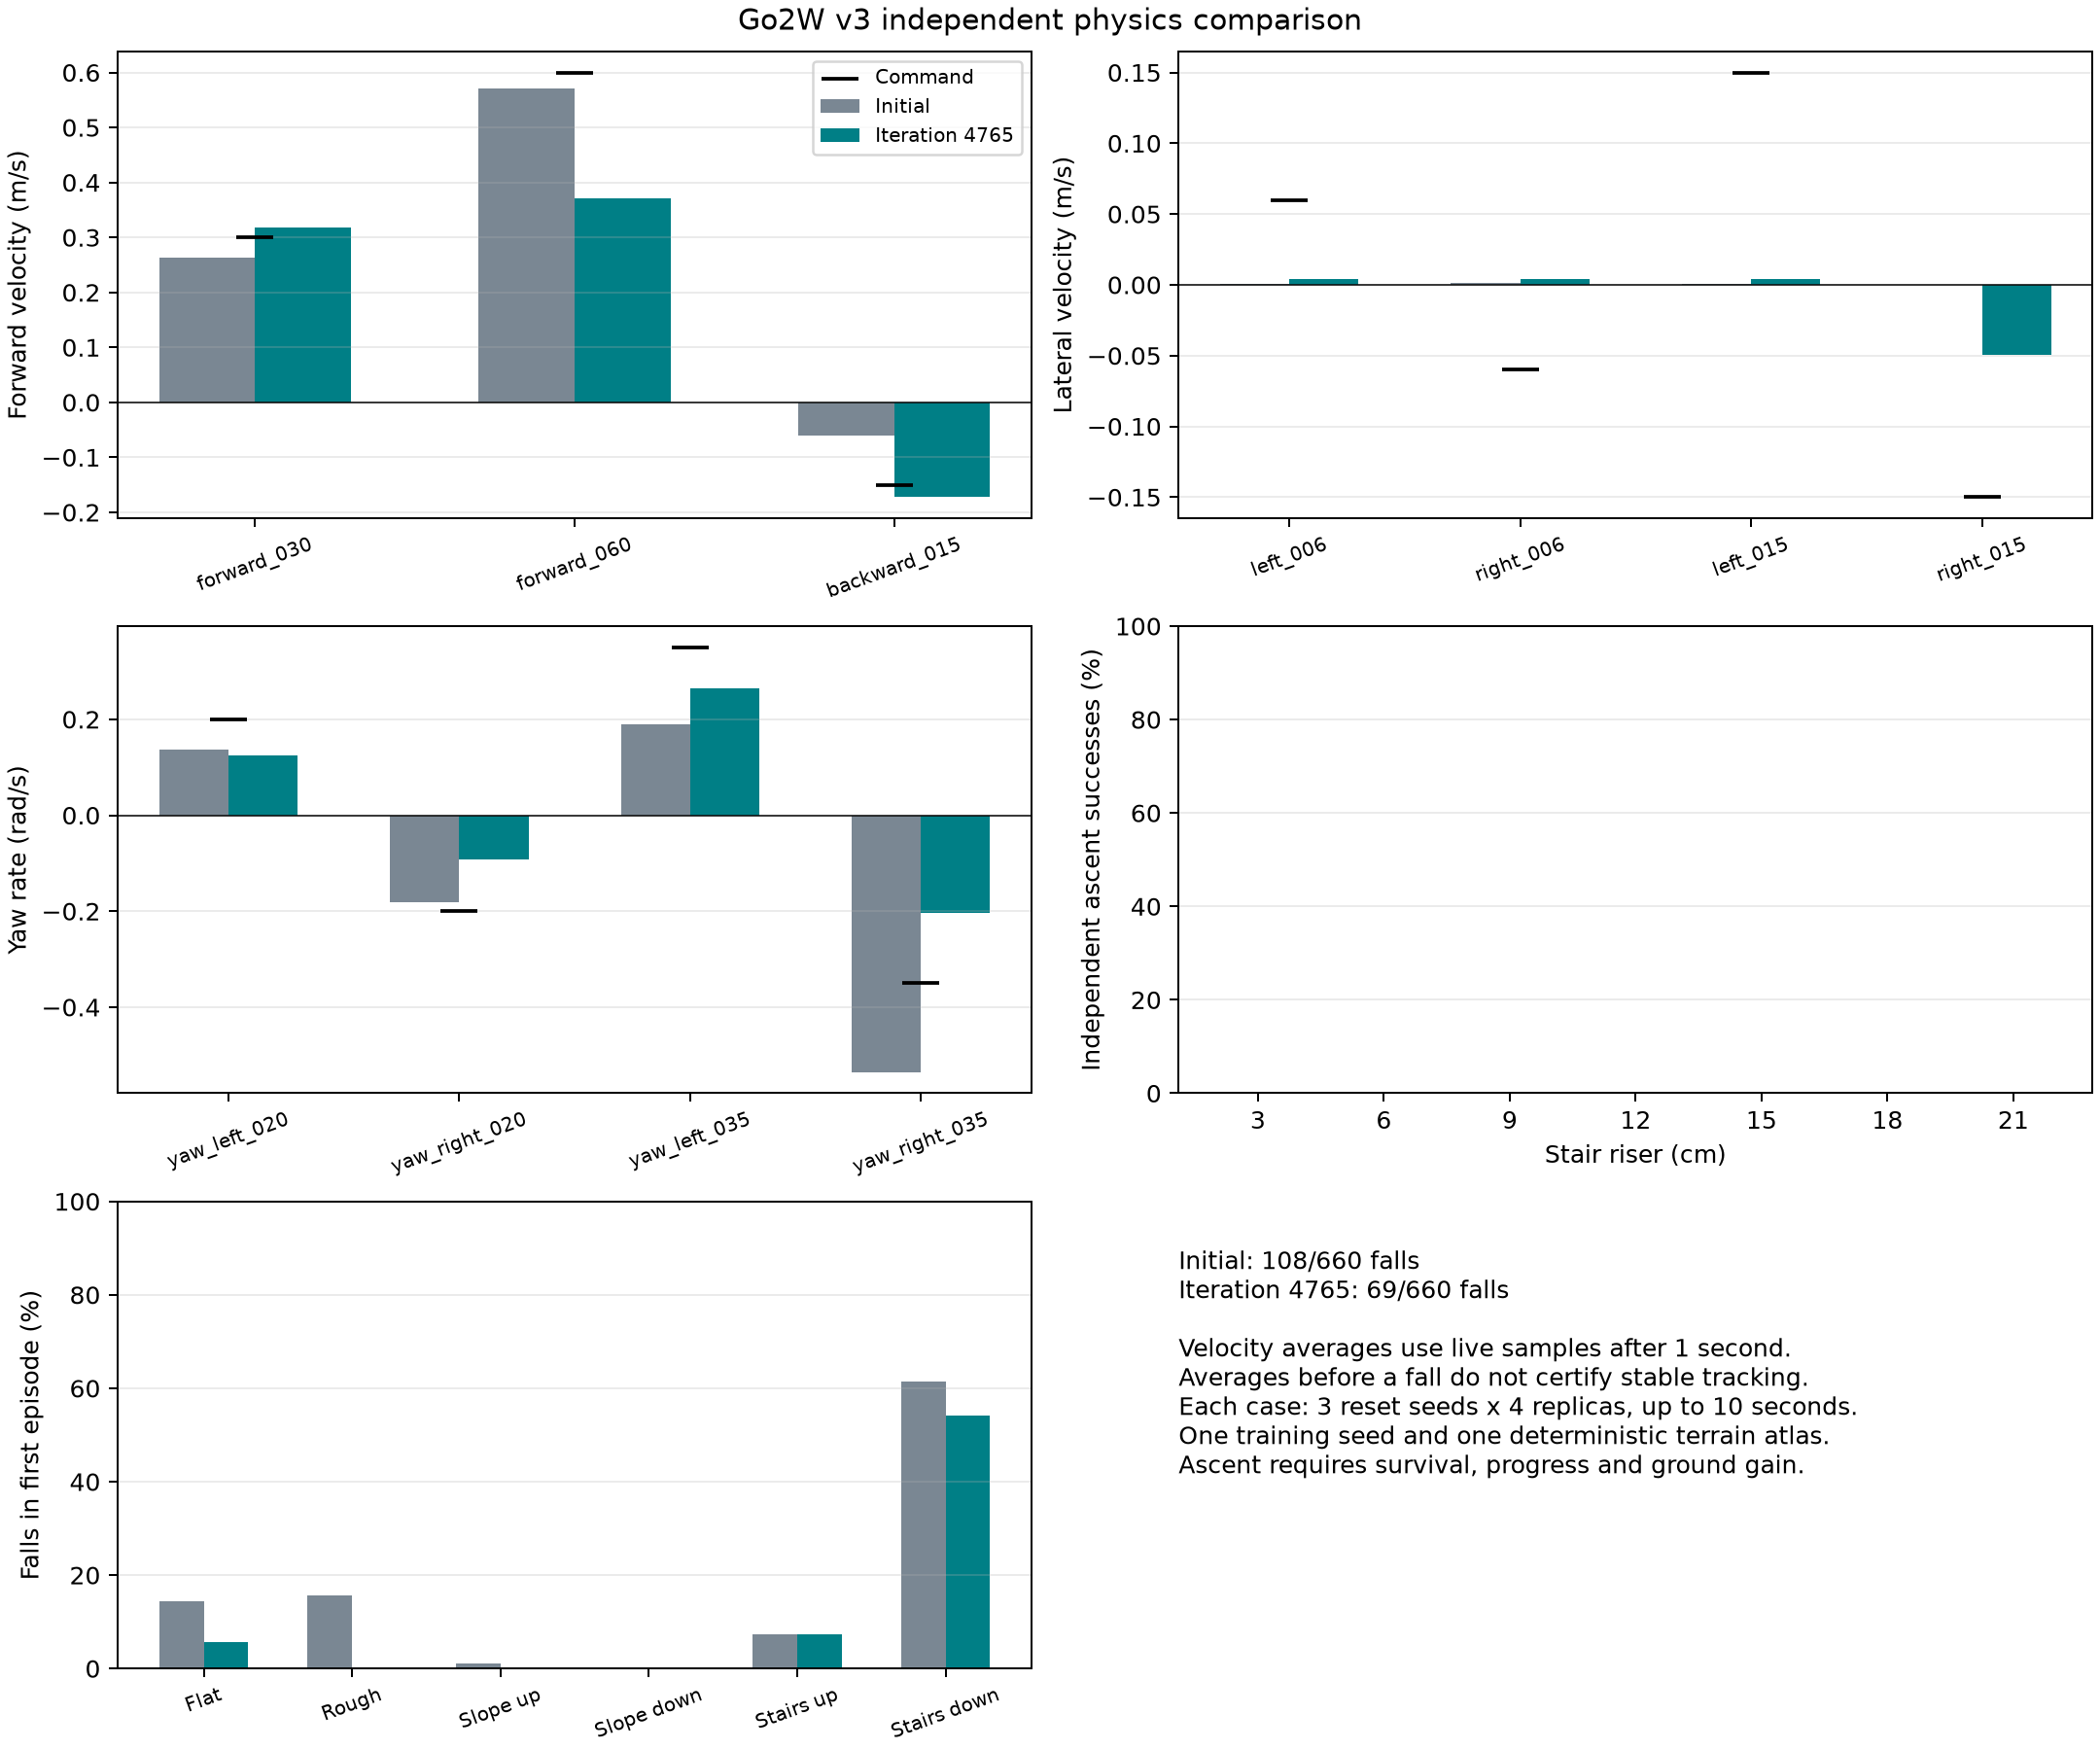 Go2W v3 independent physics comparison
Forward velocity (m/s)
0.6
0.5
0.4
0.3
0.2
0.1
0.0
−0.1
−0.2
Command
Initial
Iteration 4765
forward_030
forward_060
backward_015
Lateral velocity (m/s)
0.15
0.10
0.05
0.00
−0.05
−0.10
−0.15
left_006
right_006
left_015
right_015
Yaw rate (rad/s)
0.2
0.0
−0.2
−0.4
yaw_left_020
yaw_right_020
yaw_left_035
yaw_right_035
Independent ascent successes (%)
100
80
60
40
20
0
3
6
9
12
15
18
21
Stair riser (cm)
Falls in first episode (%)
100
80
60
40
20
0
Flat
Rough
Slope up
Slope down
Stairs up
Stairs down
Initial: 108/660 falls
Iteration 4765: 69/660 falls
Velocity averages use live samples after 1 second.
Averages before a fall do not certify stable tracking.
Each case: 3 reset seeds x 4 replicas, up to 10 seconds.
One training seed and one deterministic terrain atlas.
Ascent requires survival, progress and ground gain.